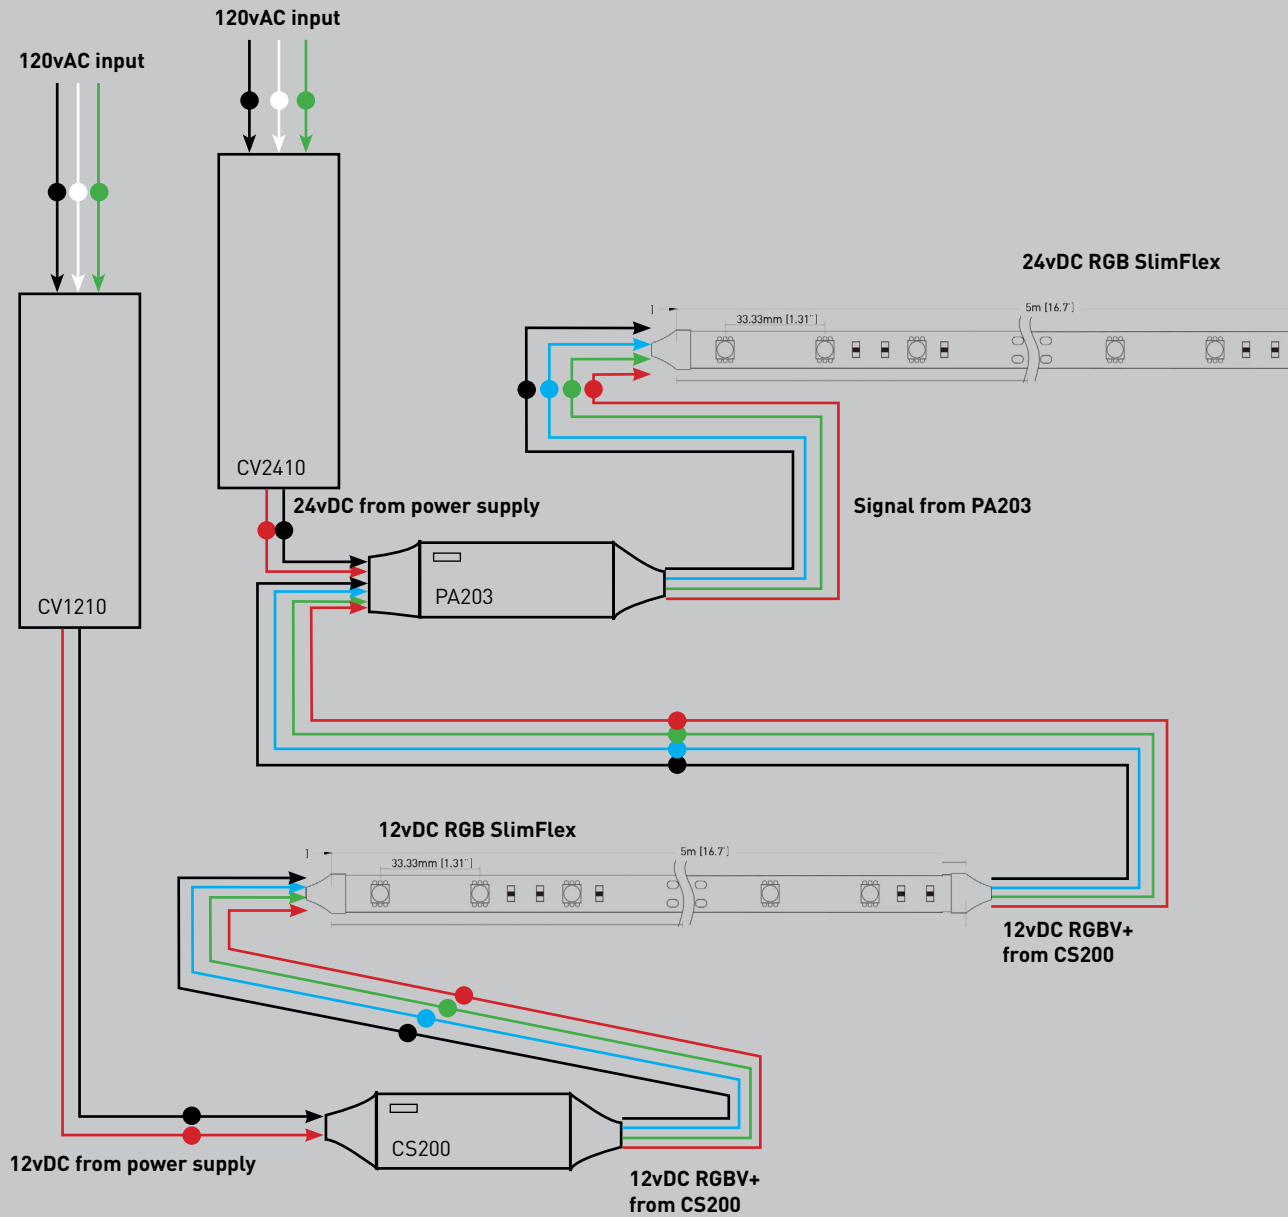 120vAC input
120vAC input
24vDC RGB SlimFlex
] 5m [16.7']
33.33mm [1.31"]
CV2410
24vDC from power supply
Signal from PA203
PA203
CV1210
12vDC RGB SlimFlex
] 5m [16.7']
33.33mm [1.31"]
12vDC RGBV+
from CS200
CS200
12vDC from power supply
12vDC RGBV+
from CS200